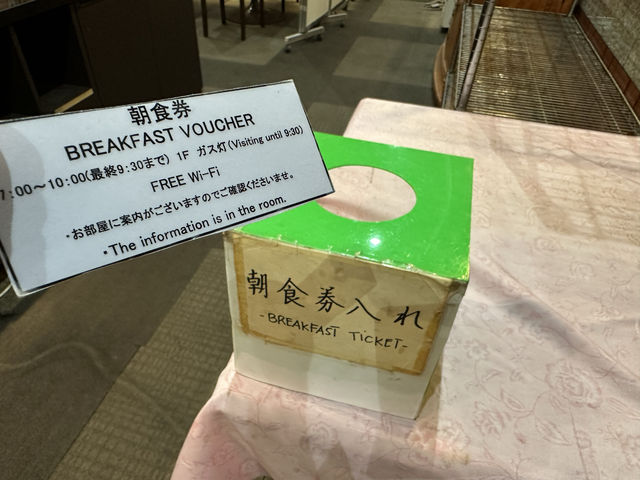 朝食券
BREAKFAST VOUCHER
7:00～10:00(最終9:30まで) 1F ガス灯(Visiting until 9:30)
FREE Wi-Fi
・お部屋に案内がございますのでご確認くださいませ。
・The information is in the room.
朝食券入れ
-BREAKFAST TICKET-